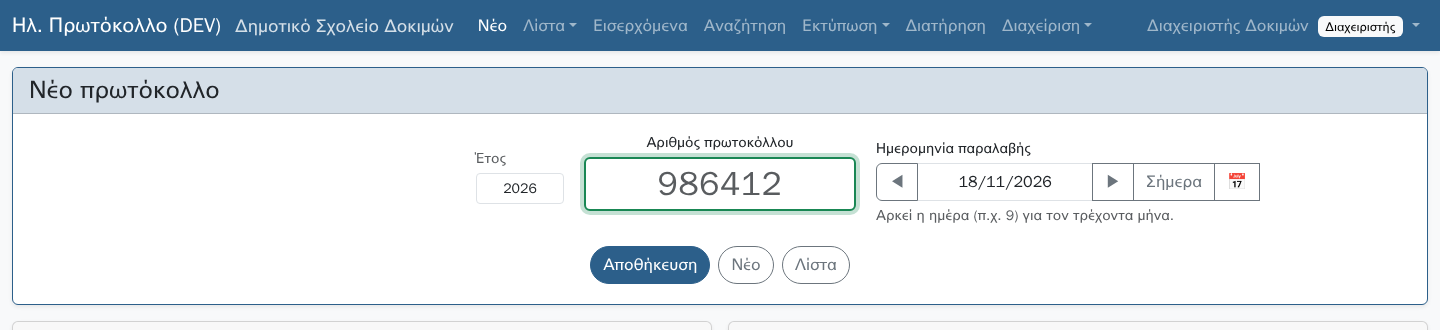 Ηλ. Πρωτόκολλο (DEV) Δημοτικό Σχολείο Δοκιμών Νέο Λίστα Εισερχόμενα Αναζήτηση Εκτύπωση Διατήρηση Διαχείριση Διαχειριστής Δοκιμών Διαχειριστής
Νέο πρωτόκολλο
Αριθμός πρωτοκόλλου
Ημερομηνία παραλαβής
Έτος
2026 986412 ◀ 18/11/2026 ▶ Σήμερα
Αρκεί η ημέρα (π.χ. 9) για τον τρέχοντα μήνα.
Αποθήκευση Νέο Λίστα